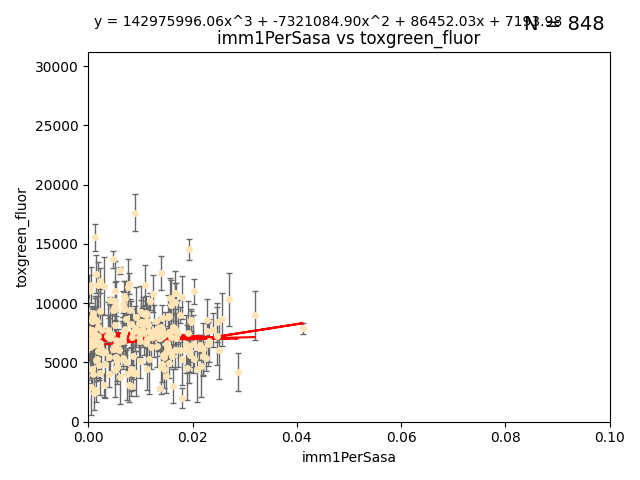 y = 142975996.06x^3 + -7321084.90x^2 + 86452.03x + 7193.98
N = 848
imm1PerSasa vs toxgreen_fluor
30000
25000
20000
15000
10000
5000
0
toxgreen_fluor
0.00 0.02 0.04 0.06 0.08 0.10
imm1PerSasa